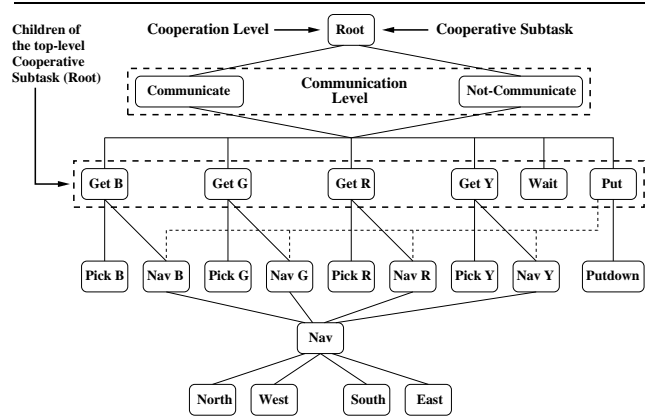 Children of
the top-level
Cooperative
Subtask (Root)
Cooperation Level
Root
Cooperative Subtask
Communicate
Communication
Level
Not-Communicate
Get B
Get G
Get R
Get Y
Wait
Put
Pick B
Nav B
Pick G
Nav G
Pick R
Nav R
Pick Y
Nav Y
Putdown
Nav
North
West
South
East